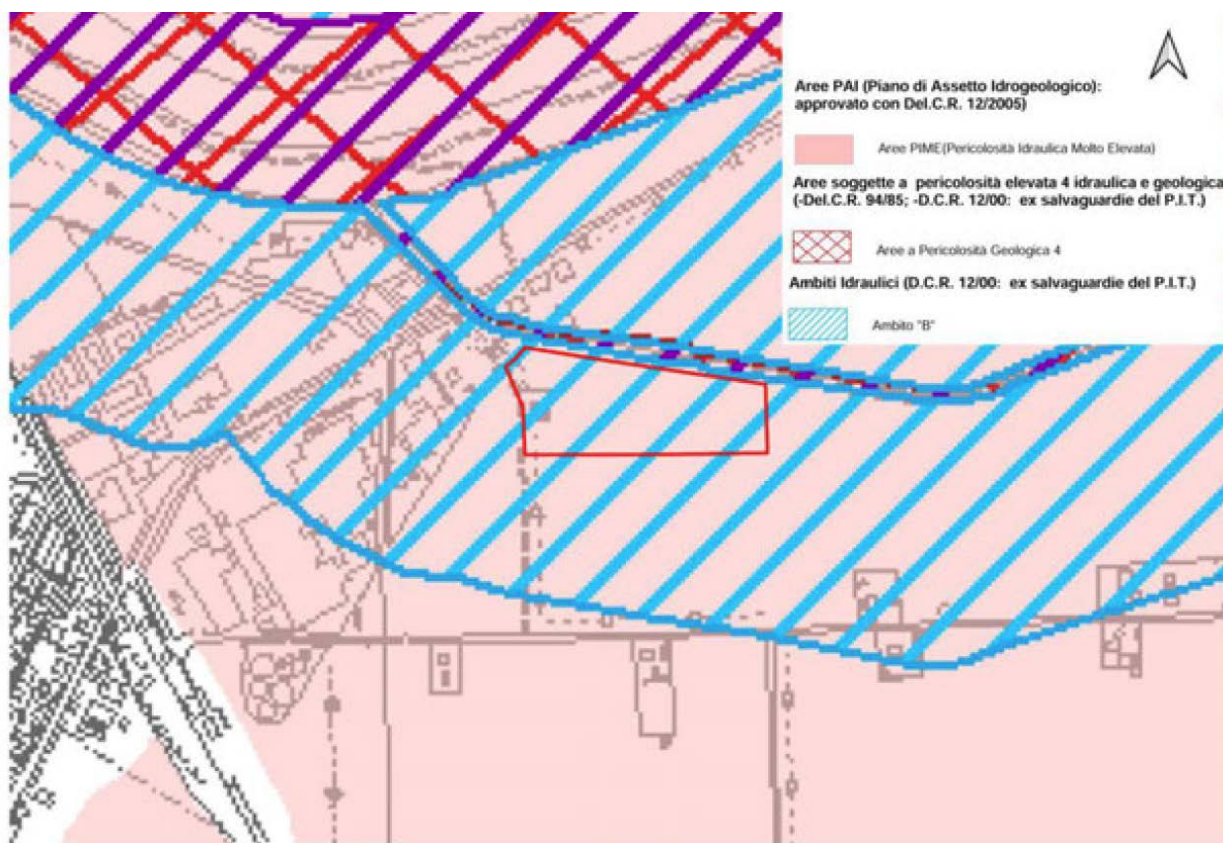 Aree PAI (Piano di Assetto Idrogeologico):
approvato con Del.C.R. 12/2005)
Aree PIME(Pericolosità Idraulica Molto Elevata)
Aree soggette a pericolosità elevata 4 idraulica e geologica
(-Del.C.R. 94/85; -D.C.R. 12/00: ex salvaguardie del P.I.T.)
Aree a Pericolosità Geologica 4
Ambiti Idraulici (D.C.R. 12/00: ex salvaguardie del P.I.T.)
Ambito "B"